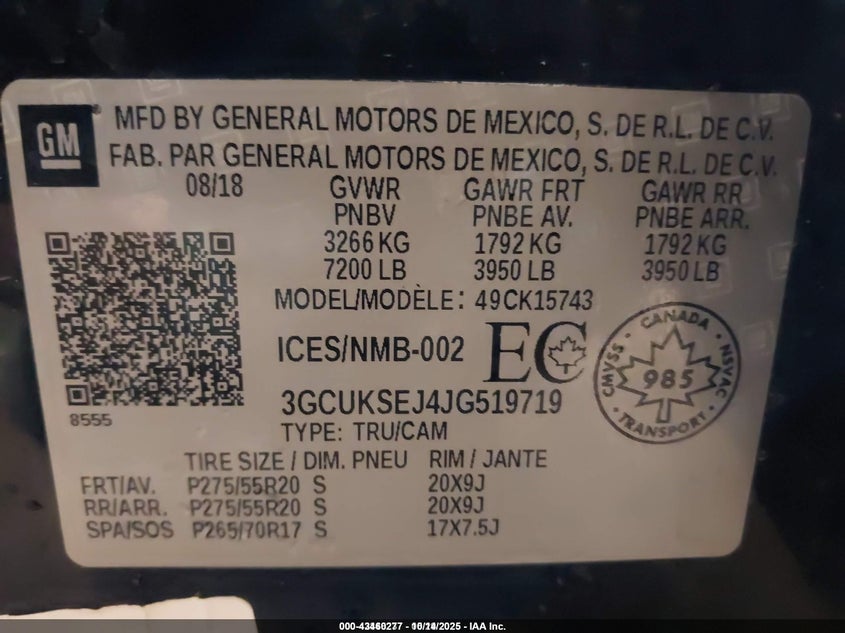 GM
MFD BY GENERAL MOTORS DE MEXICO, S. DE R.L. DE C.V.
FAB. PAR GENERAL MOTORS DE MEXICO, S. DE R.L. DE C.V.
08/18 GVWR GAWR FRT GAWR RR
PNBV PNBE AV. PNBE ARR.
3266 KG 1792 KG 1792 KG
7200 LB 3950 LB 3950 LB
MODEL/MODÈLE: 49CK15743
ICES/NMB-002 EC
CANADA
CMVSS 985 NSVAC
TRANSPORT
3GCUKSEJ4JG519719
8555
TYPE: TRU/CAM
TIRE SIZE / DIM. PNEU RIM / JANTE
FRT/AV. P275/55R20 S 20X9J
RR/ARR. P275/55R20 S 20X9J
SPA/SOS P265/70R17 S 17X7.5J
/2025 - IAA Inc.